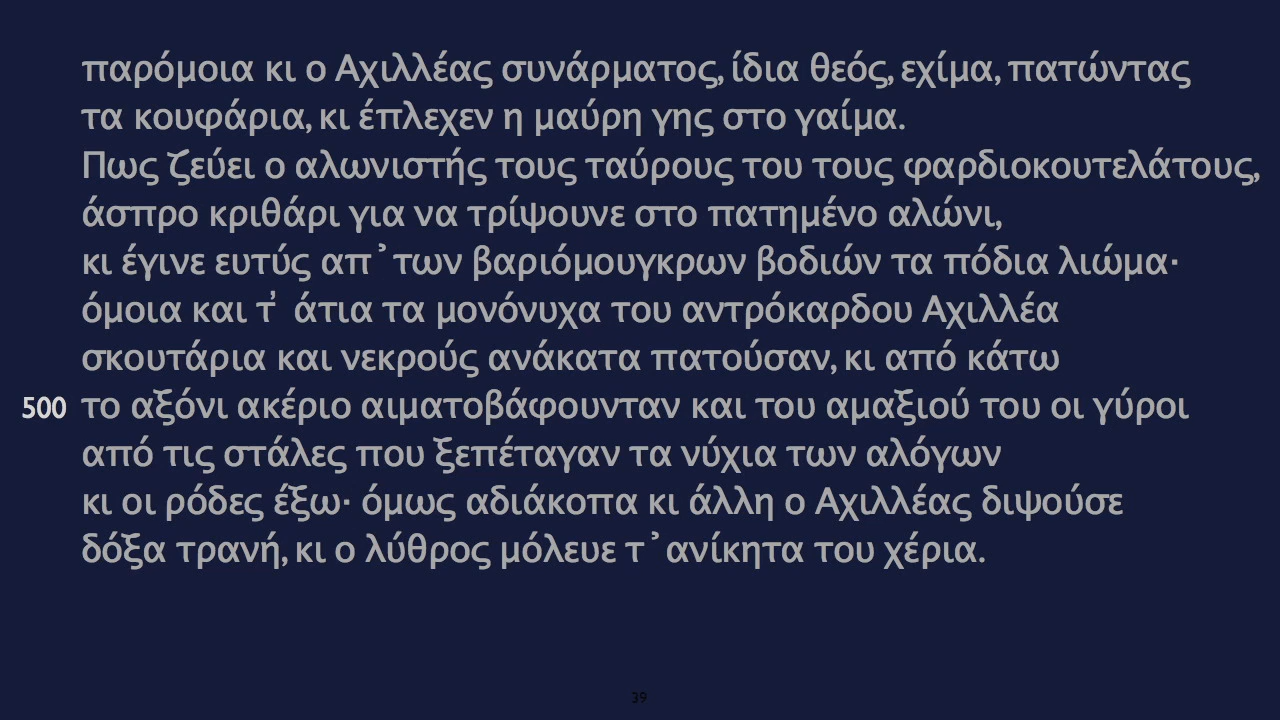 παρόμοια κι ο Αχιλλέας συνάρματος, ίδια θεός, εχίμα, πατώντας
τα κουφάρια, κι έπλεχεν η μαύρη γης στο γαίμα.
Πως ζεύει ο αλωνιστής τους ταύρους του τους φαρδιοκουτελάτους,
άσπρο κριθάρι για να τρίψουνε στο πατημένο αλώνι,
κι έγινε ευτύς απ᾿ των βαριόμουγκρων βοδιών τα πόδια λιώμα·
όμοια και τ᾿ άτια τα μονόνυχα του αντρόκαρδου Αχιλλέα
σκουτάρια και νεκρούς ανάκατα πατούσαν, κι από κάτω
500 το αξόνι ακέριο αιματοβάφουνταν και του αμαξιού του οι γύροι
από τις στάλες που ξεπέταγαν τα νύχια των αλόγων
κι οι ρόδες έξω· όμως αδιάκοπα κι άλλη ο Αχιλλέας διψούσε
δόξα τρανή, κι ο λύθρος μόλευε τ᾿ ανίκητα του χέρια.
39